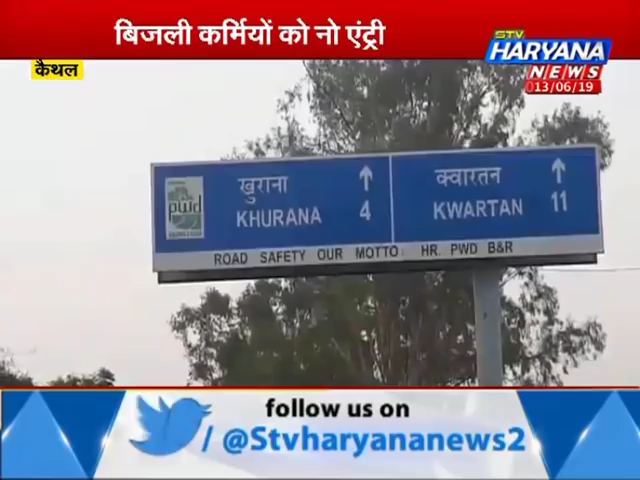 बिजली कर्मियों को नो एंट्री
STV
HARYANA
NEWS
13/06/19
कैथल
pwd
खुराना ↑
KHURANA 4
क्वारतन ↑
KWARTAN 11
ROAD SAFETY OUR MOTTO: HR. PWD B&R
follow us on
/@Stvharyananews2